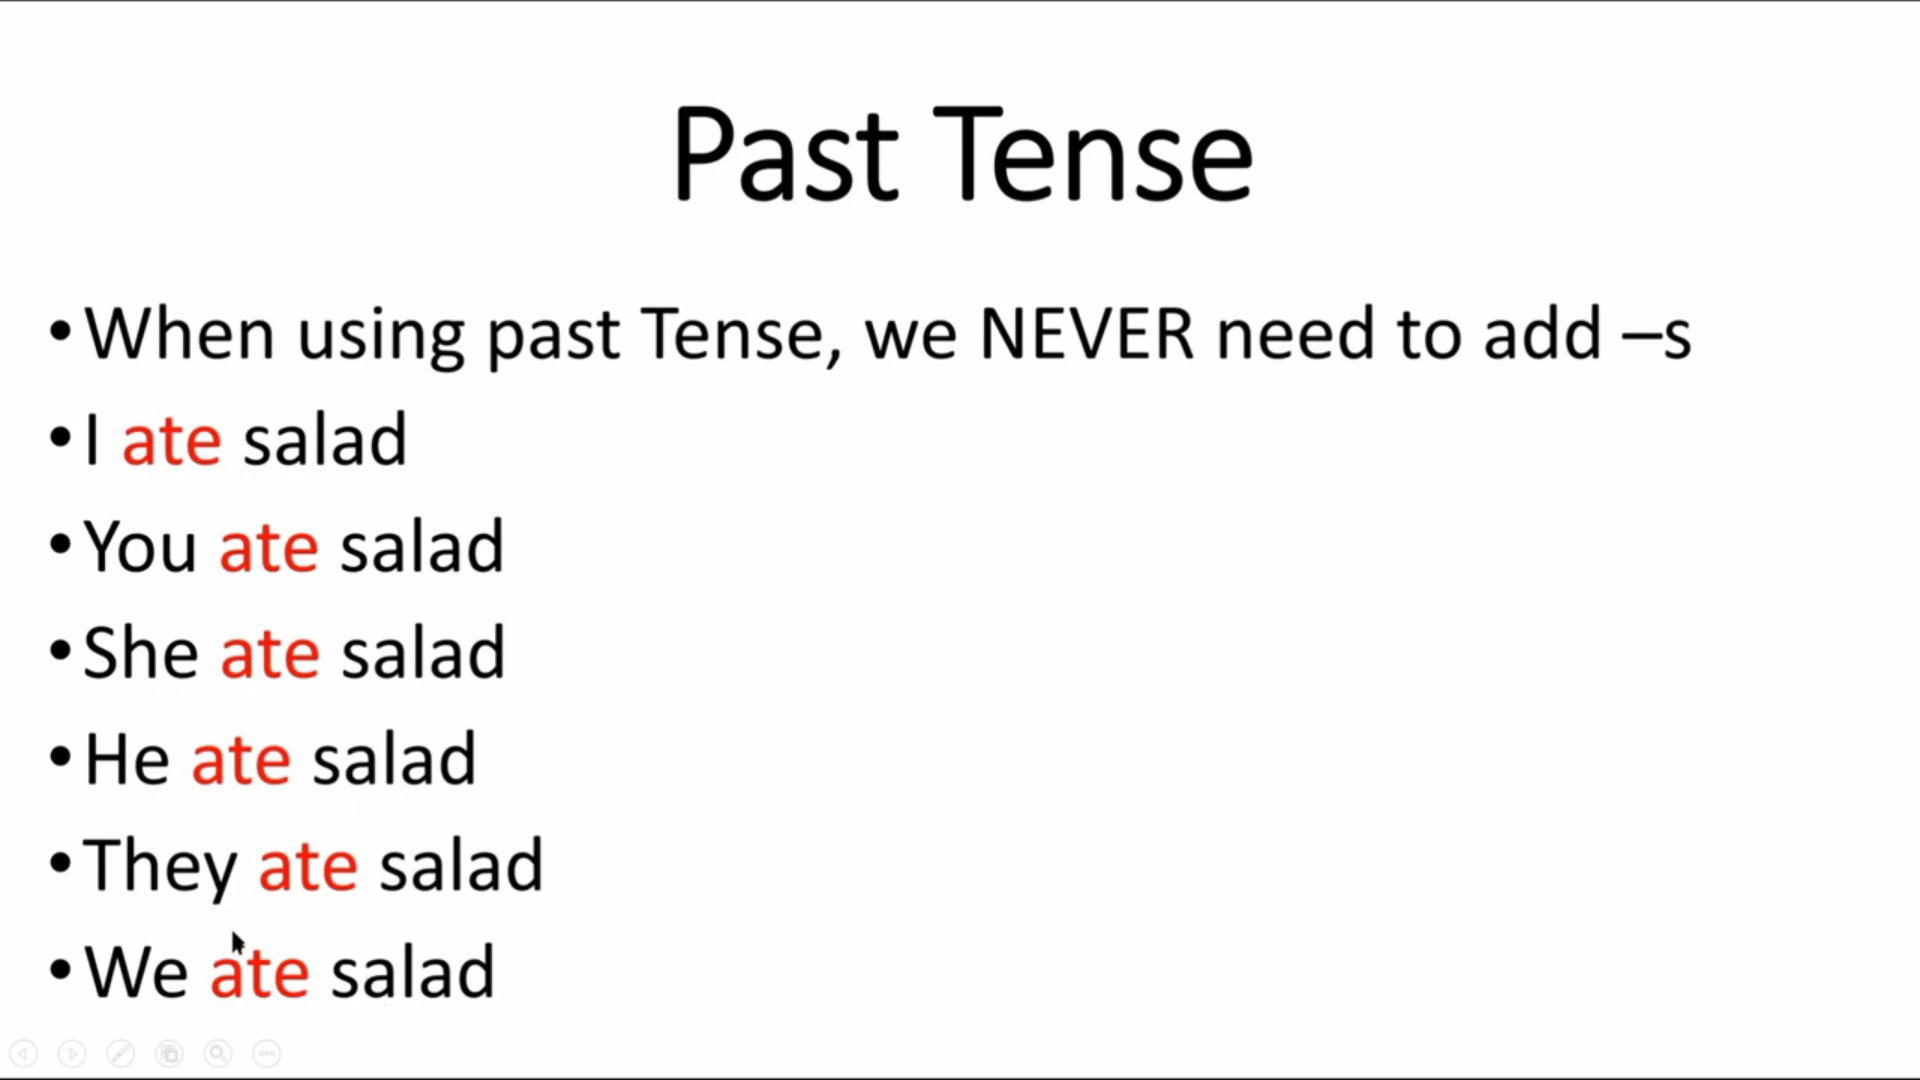 Past Tense
•When using past Tense, we NEVER need to add –s
•I ate salad
•You ate salad
•She ate salad
•He ate salad
•They ate salad
•We ate salad